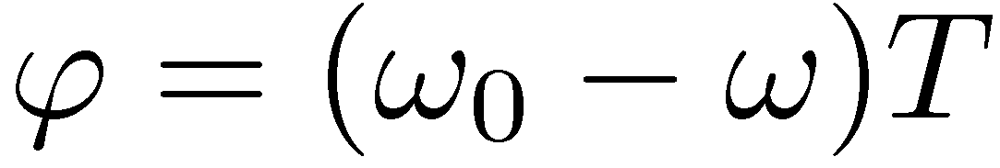 φ = (ω₀ − ω)T